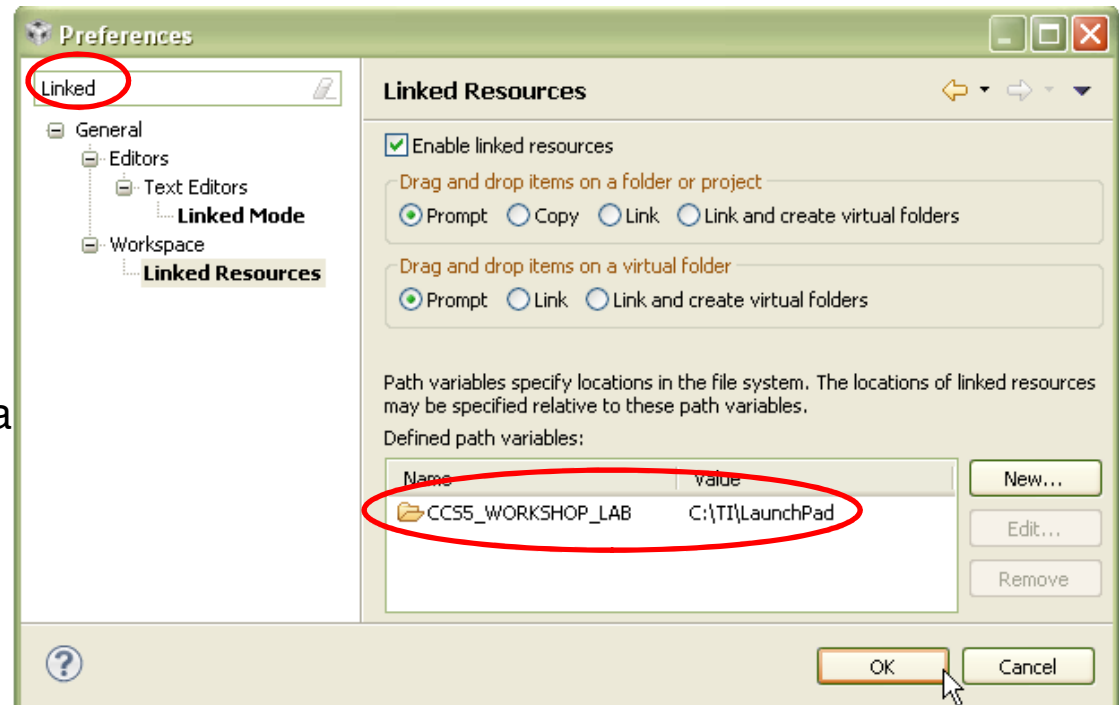 Preferences
Linked
General
Editors
Text Editors
Linked Mode
Workspace
Linked Resources
a
Linked Resources
Enable linked resources
Drag and drop items on a folder or project
Prompt Copy Link Link and create virtual folders
Drag and drop items on a virtual folder
Prompt Link Link and create virtual folders
Path variables specify locations in the file system. The locations of linked resources
may be specified relative to these path variables.
Defined path variables:
Name Value
CCS5_WORKSHOP_LAB C:\TI\LaunchPad
New...
Edit...
Remove
?
OK Cancel